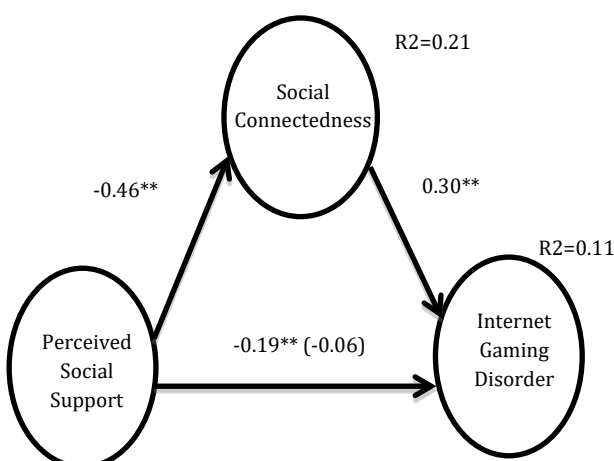 R2=0.21
Social
Connectedness
-0.46**
0.30**
R2=0.11
Perceived
Social
Support
-0.19** (-0.06)
Internet
Gaming
Disorder